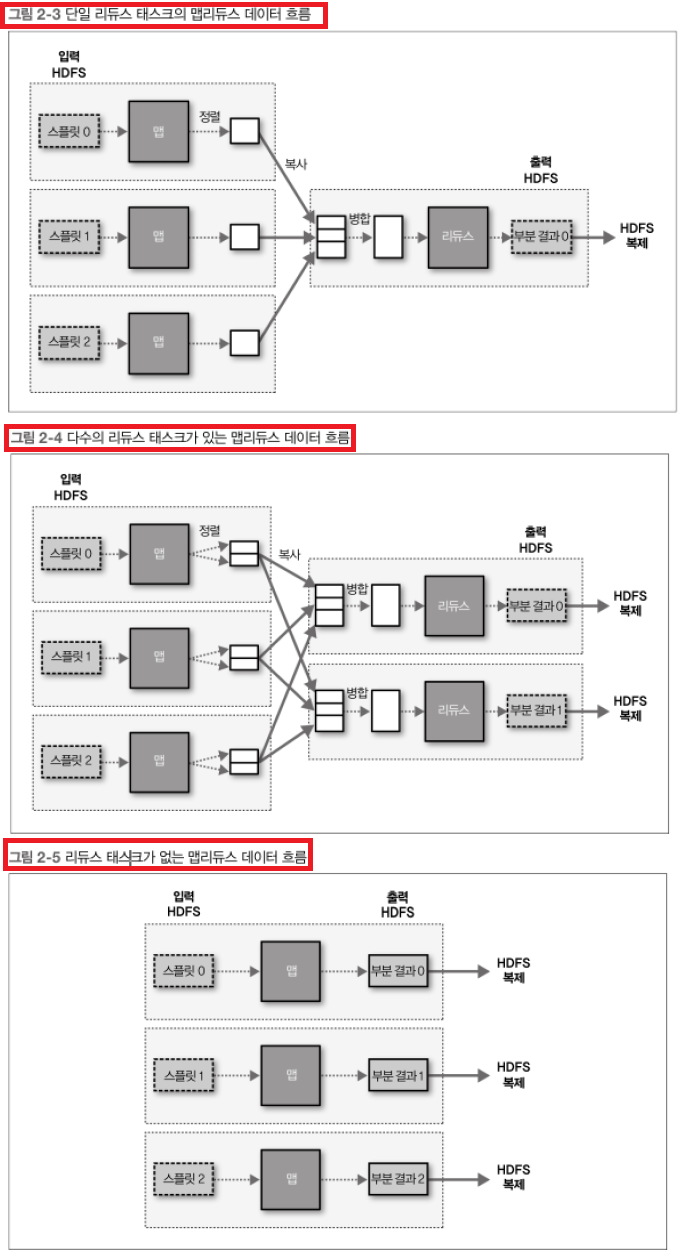 그림 2-3 단일 리듀스 태스크의 맵리듀스 데이터 흐름
입력
HDFS
스플릿 0
맵
정렬
복사
스플릿 1
맵
스플릿 2
맵
출력
HDFS
병합
리듀스
부분 결과 0
HDFS
복제
그림 2-4 다수의 리듀스 태스크가 있는 맵리듀스 데이터 흐름
입력
HDFS
스플릿 0
맵
정렬
복사
스플릿 1
맵
스플릿 2
맵
출력
HDFS
병합
리듀스
부분 결과 0
HDFS
복제
병합
리듀스
부분 결과 1
HDFS
복제
그림 2-5 리듀스 태스크가 없는 맵리듀스 데이터 흐름
입력
HDFS
출력
HDFS
스플릿 0
맵
부분 결과 0
HDFS
복제
스플릿 1
맵
부분 결과 1
HDFS
복제
스플릿 2
맵
부분 결과 2
HDFS
복제